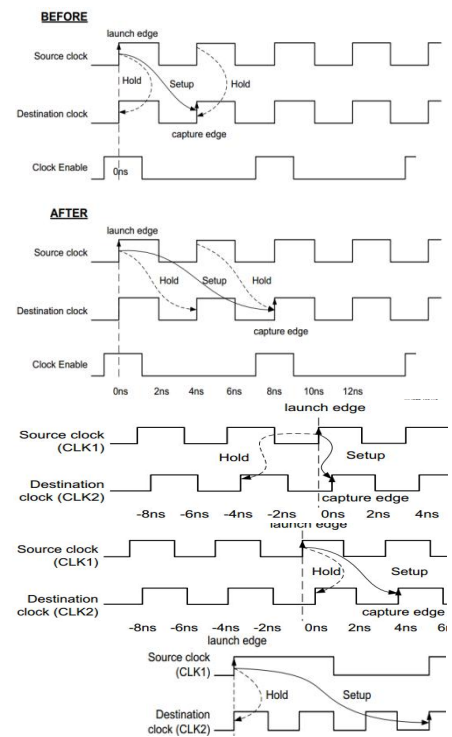 BEFORE
launch edge
Source clock
Hold Setup Hold
Destination clock
capture edge
Clock Enable 0ns
AFTER
launch edge
Source clock
Hold Setup Hold
Destination clock
capture edge
Clock Enable
0ns 2ns 4ns 6ns 8ns 10ns 12ns
launch edge
Source clock
(CLK1)
Hold Setup
Destination
clock (CLK2)
capture edge
-8ns -6ns -4ns -2ns 0ns 2ns 4ns
launch edge
Source clock
(CLK1)
Hold Setup
Destination
clock (CLK2)
capture edge
-8ns -6ns -4ns -2ns 0ns 2ns 4ns
launch edge
Source clock
(CLK1)
Hold Setup
Destination
clock (CLK2)